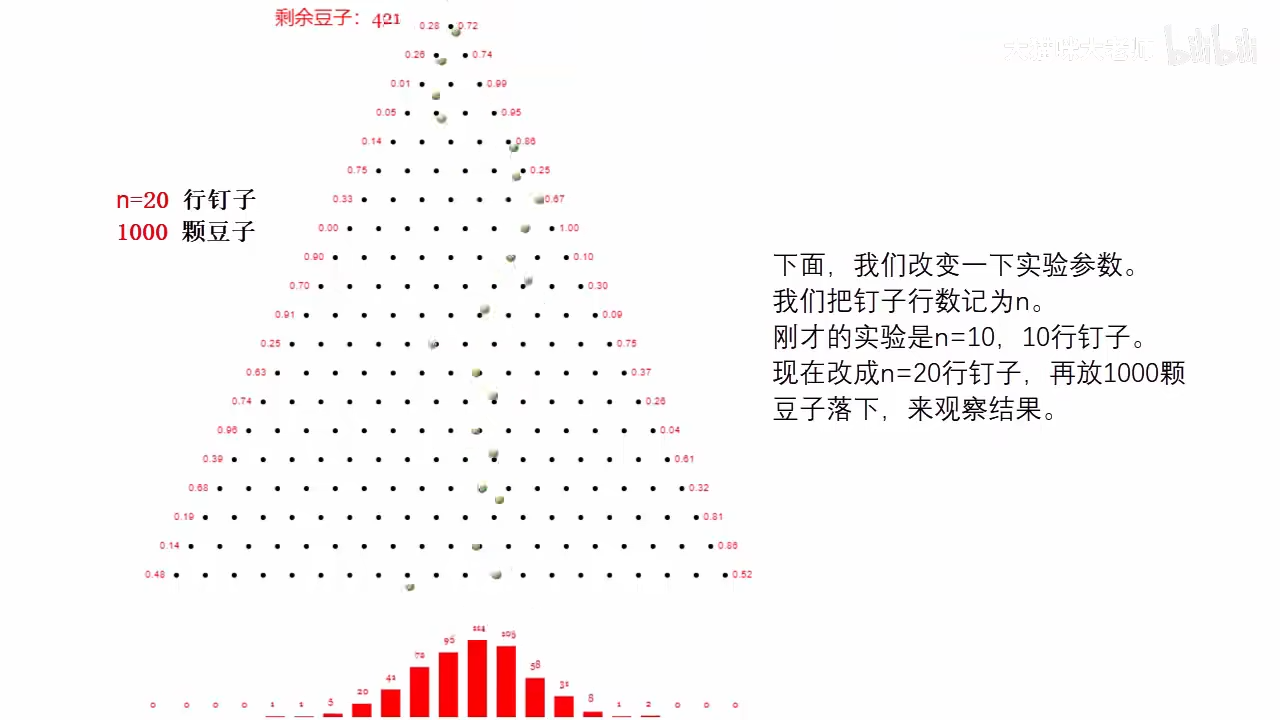 剩余豆子：421
0.28 0.72
0.26 0.74
0.01 0.99
0.05 0.95
0.14 0.86
0.75 0.25
0.33 0.67
0.00 1.00
0.90 0.10
0.70 0.30
0.91 0.09
0.25 0.75
0.63 0.37
0.74 0.26
0.96 0.04
0.39 0.61
0.68 0.32
0.19 0.81
0.14 0.86
0.48 0.52
n=20 行钉子
1000 颗豆子
下面，我们改变一下实验参数。
我们把钉子行数记为n。
刚才的实验是n=10，10行钉子。
现在改成n=20行钉子，再放1000颗
豆子落下，来观察结果。
0 0 0 0 1 1 5 20 42 96 58 31 1 2 0 0 0
bilibili